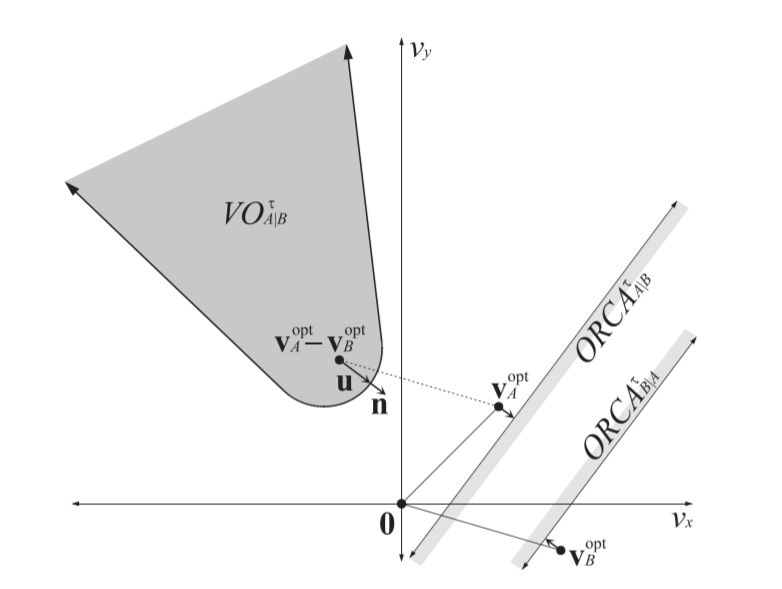 v_y
VO^τ_{A|B}
v_A^opt − v_B^opt
u
n
v_A^opt
ORCA^τ_{A|B}
ORCA^τ_{B|A}
0
v_x
v_B^opt